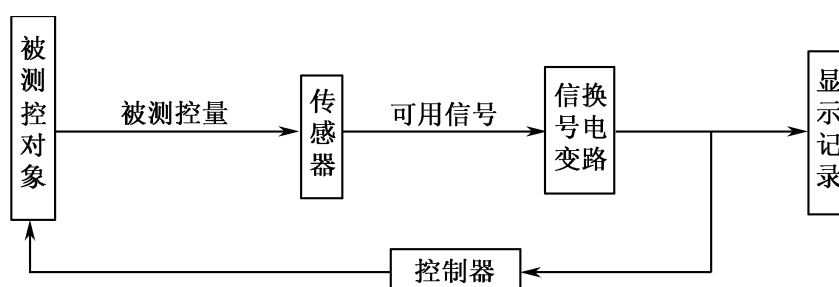 被测控对象
被测控量
传感器
可用信号
信号变
换电路
显示记录
控制器